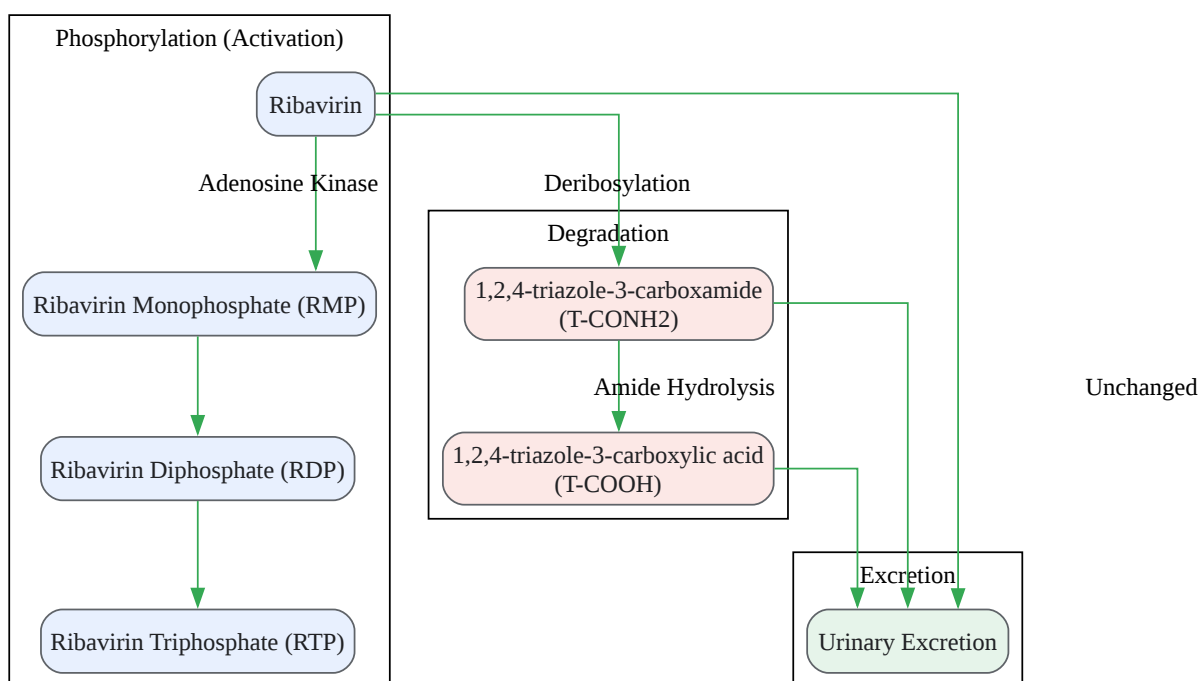 Phosphorylation (Activation)
Ribavirin
Adenosine Kinase
Deribosylation
Degradation
1,2,4-triazole-3-carboxamide
(T-CONH2)
Ribavirin Monophosphate (RMP)
Amide Hydrolysis
Unchanged
1,2,4-triazole-3-carboxylic acid
(T-COOH)
Ribavirin Diphosphate (RDP)
Excretion
Ribavirin Triphosphate (RTP)
Urinary Excretion